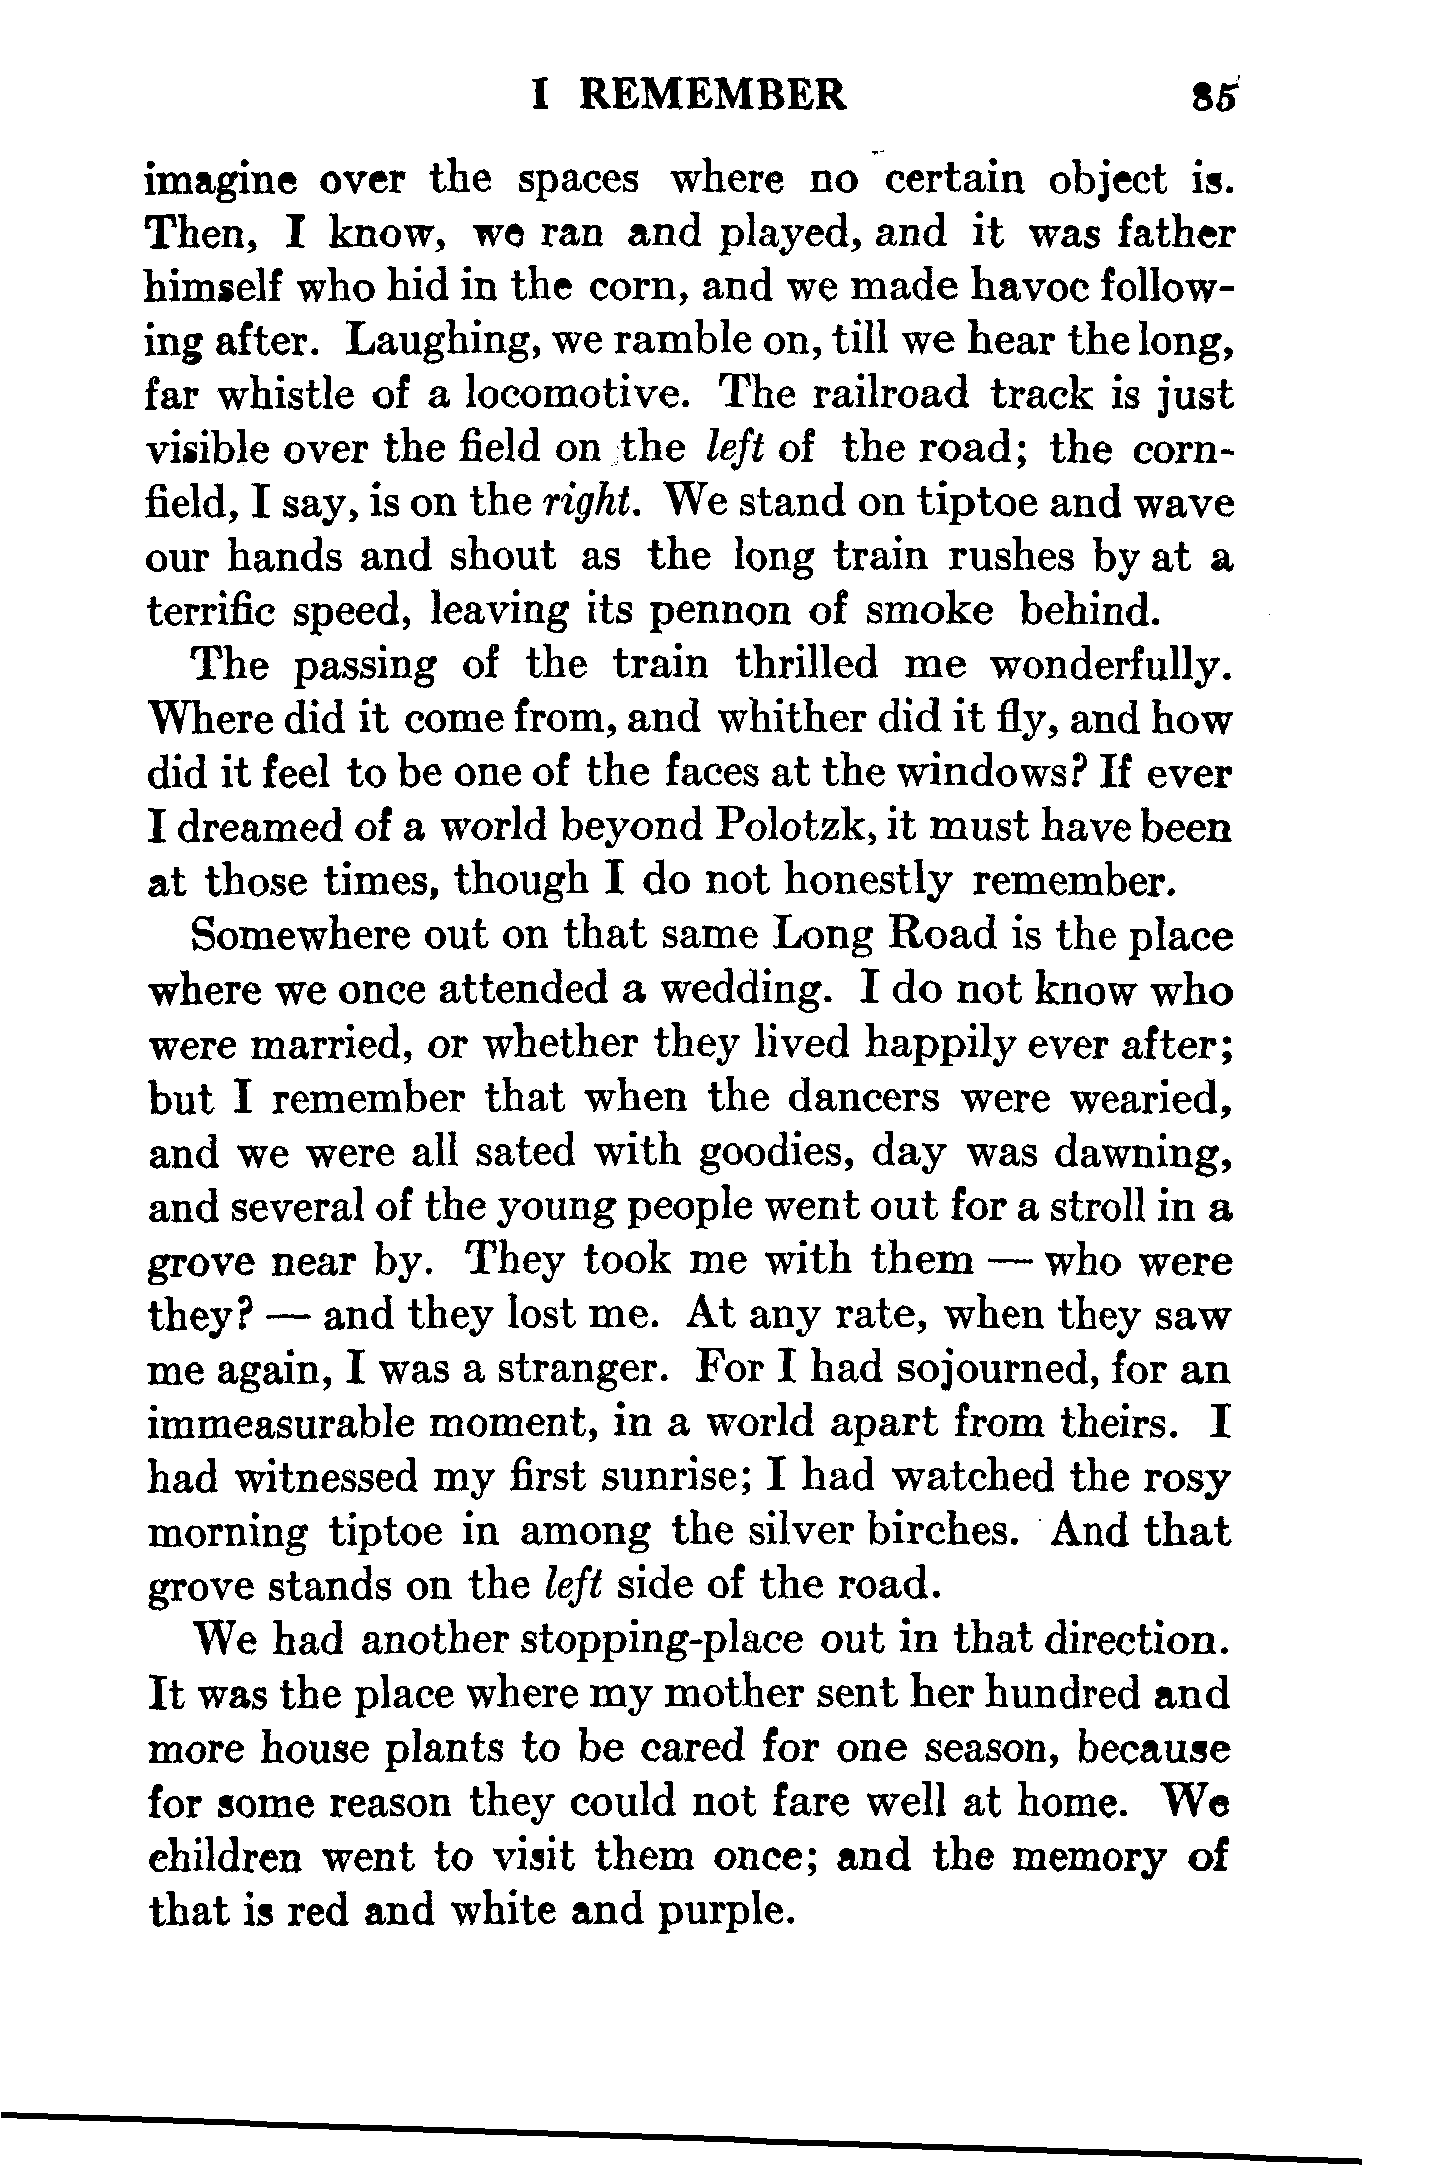 I REMEMBER 85
imagine over the spaces where no certain object is.
Then, I know, we ran and played, and it was father
himself who hid in the corn, and we made havoc follow-
ing after. Laughing, we ramble on, till we hear the long,
far whistle of a locomotive. The railroad track is just
visible over the field on the left of the road; the corn-
field, I say, is on the right. We stand on tiptoe and wave
our hands and shout as the long train rushes by at a
terrific speed, leaving its pennon of smoke behind.
The passing of the train thrilled me wonderfully.
Where did it come from, and whither did it fly, and how
did it feel to be one of the faces at the windows? If ever
I dreamed of a world beyond Polotzk, it must have been
at those times, though I do not honestly remember.
Somewhere out on that same Long Road is the place
where we once attended a wedding. I do not know who
were married, or whether they lived happily ever after;
but I remember that when the dancers were wearied,
and we were all sated with goodies, day was dawning,
and several of the young people went out for a stroll in a
grove near by. They took me with them — who were
they? — and they lost me. At any rate, when they saw
me again, I was a stranger. For I had sojourned, for an
immeasurable moment, in a world apart from theirs. I
had witnessed my first sunrise; I had watched the rosy
morning tiptoe in among the silver birches. And that
grove stands on the left side of the road.
We had another stopping-place out in that direction.
It was the place where my mother sent her hundred and
more house plants to be cared for one season, because
for some reason they could not fare well at home. We
children went to visit them once; and the memory of
that is red and white and purple.